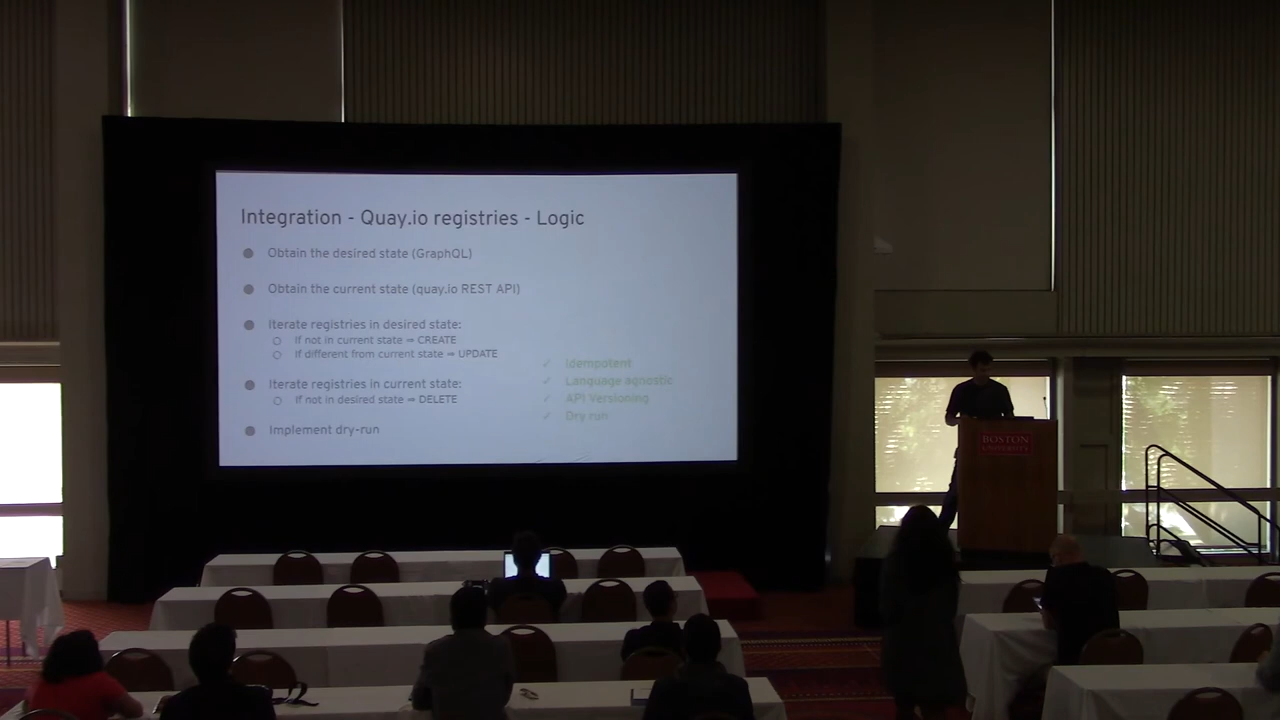 Integration - Quay.io registries - Logic
Obtain the desired state (GraphQL)
Obtain the current state (quay.io REST API)
Iterate registries in desired state:
If not in current state ⇒ CREATE
If different from current state ⇒ UPDATE
Iterate registries in current state:
If not in desired state ⇒ DELETE
Implement dry-run
✓ Idempotent
✓ Language agnostic
✓ API Versioning
✓ Dry run
BOSTON
UNIVERSITY